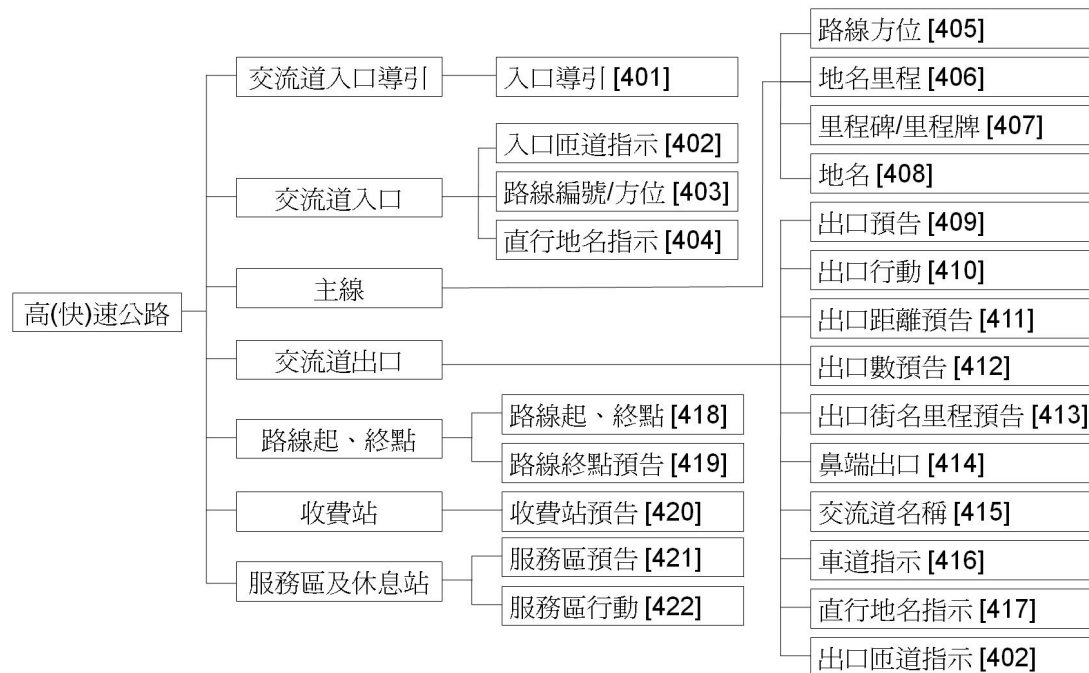 高(快)速公路
交流道入口導引
入口導引 [401]
交流道入口
入口匝道指示 [402]
路線編號/方位 [403]
直行地名指示 [404]
主線
路線方位 [405]
地名里程 [406]
里程碑/里程牌 [407]
地名 [408]
交流道出口
出口預告 [409]
出口行動 [410]
出口距離預告 [411]
出口數預告 [412]
出口街名里程預告 [413]
鼻端出口 [414]
交流道名稱 [415]
車道指示 [416]
直行地名指示 [417]
出口匝道指示 [402]
路線起、終點
路線起、終點 [418]
路線終點預告 [419]
收費站
收費站預告 [420]
服務區及休息站
服務區預告 [421]
服務區行動 [422]